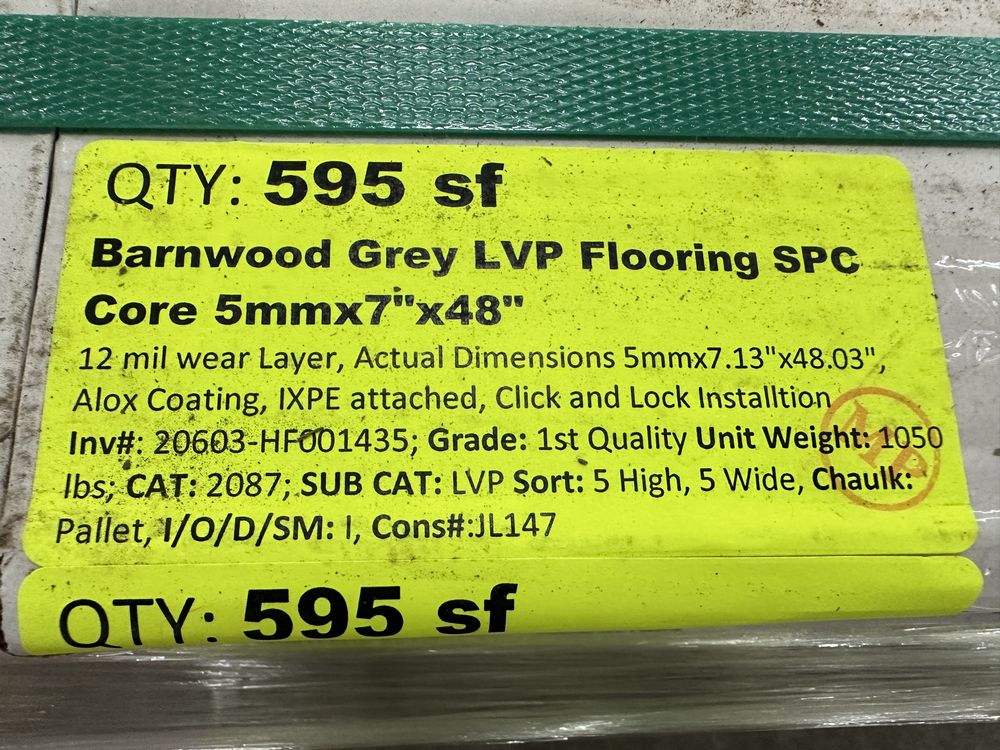 QTY: 595 sf
Barnwood Grey LVP Flooring SPC
Core 5mmx7"x48"
12 mil wear Layer, Actual Dimensions 5mmx7.13"x48.03",
Alox Coating, IXPE attached, Click and Lock Installtion
Inv#: 20603-HF001435; Grade: 1st Quality Unit Weight: 1050
lbs; CAT: 2087; SUB CAT: LVP Sort: 5 High, 5 Wide, Chaulk:
Pallet, I/O/D/SM: I, Cons#:JL147
MP
QTY: 595 sf